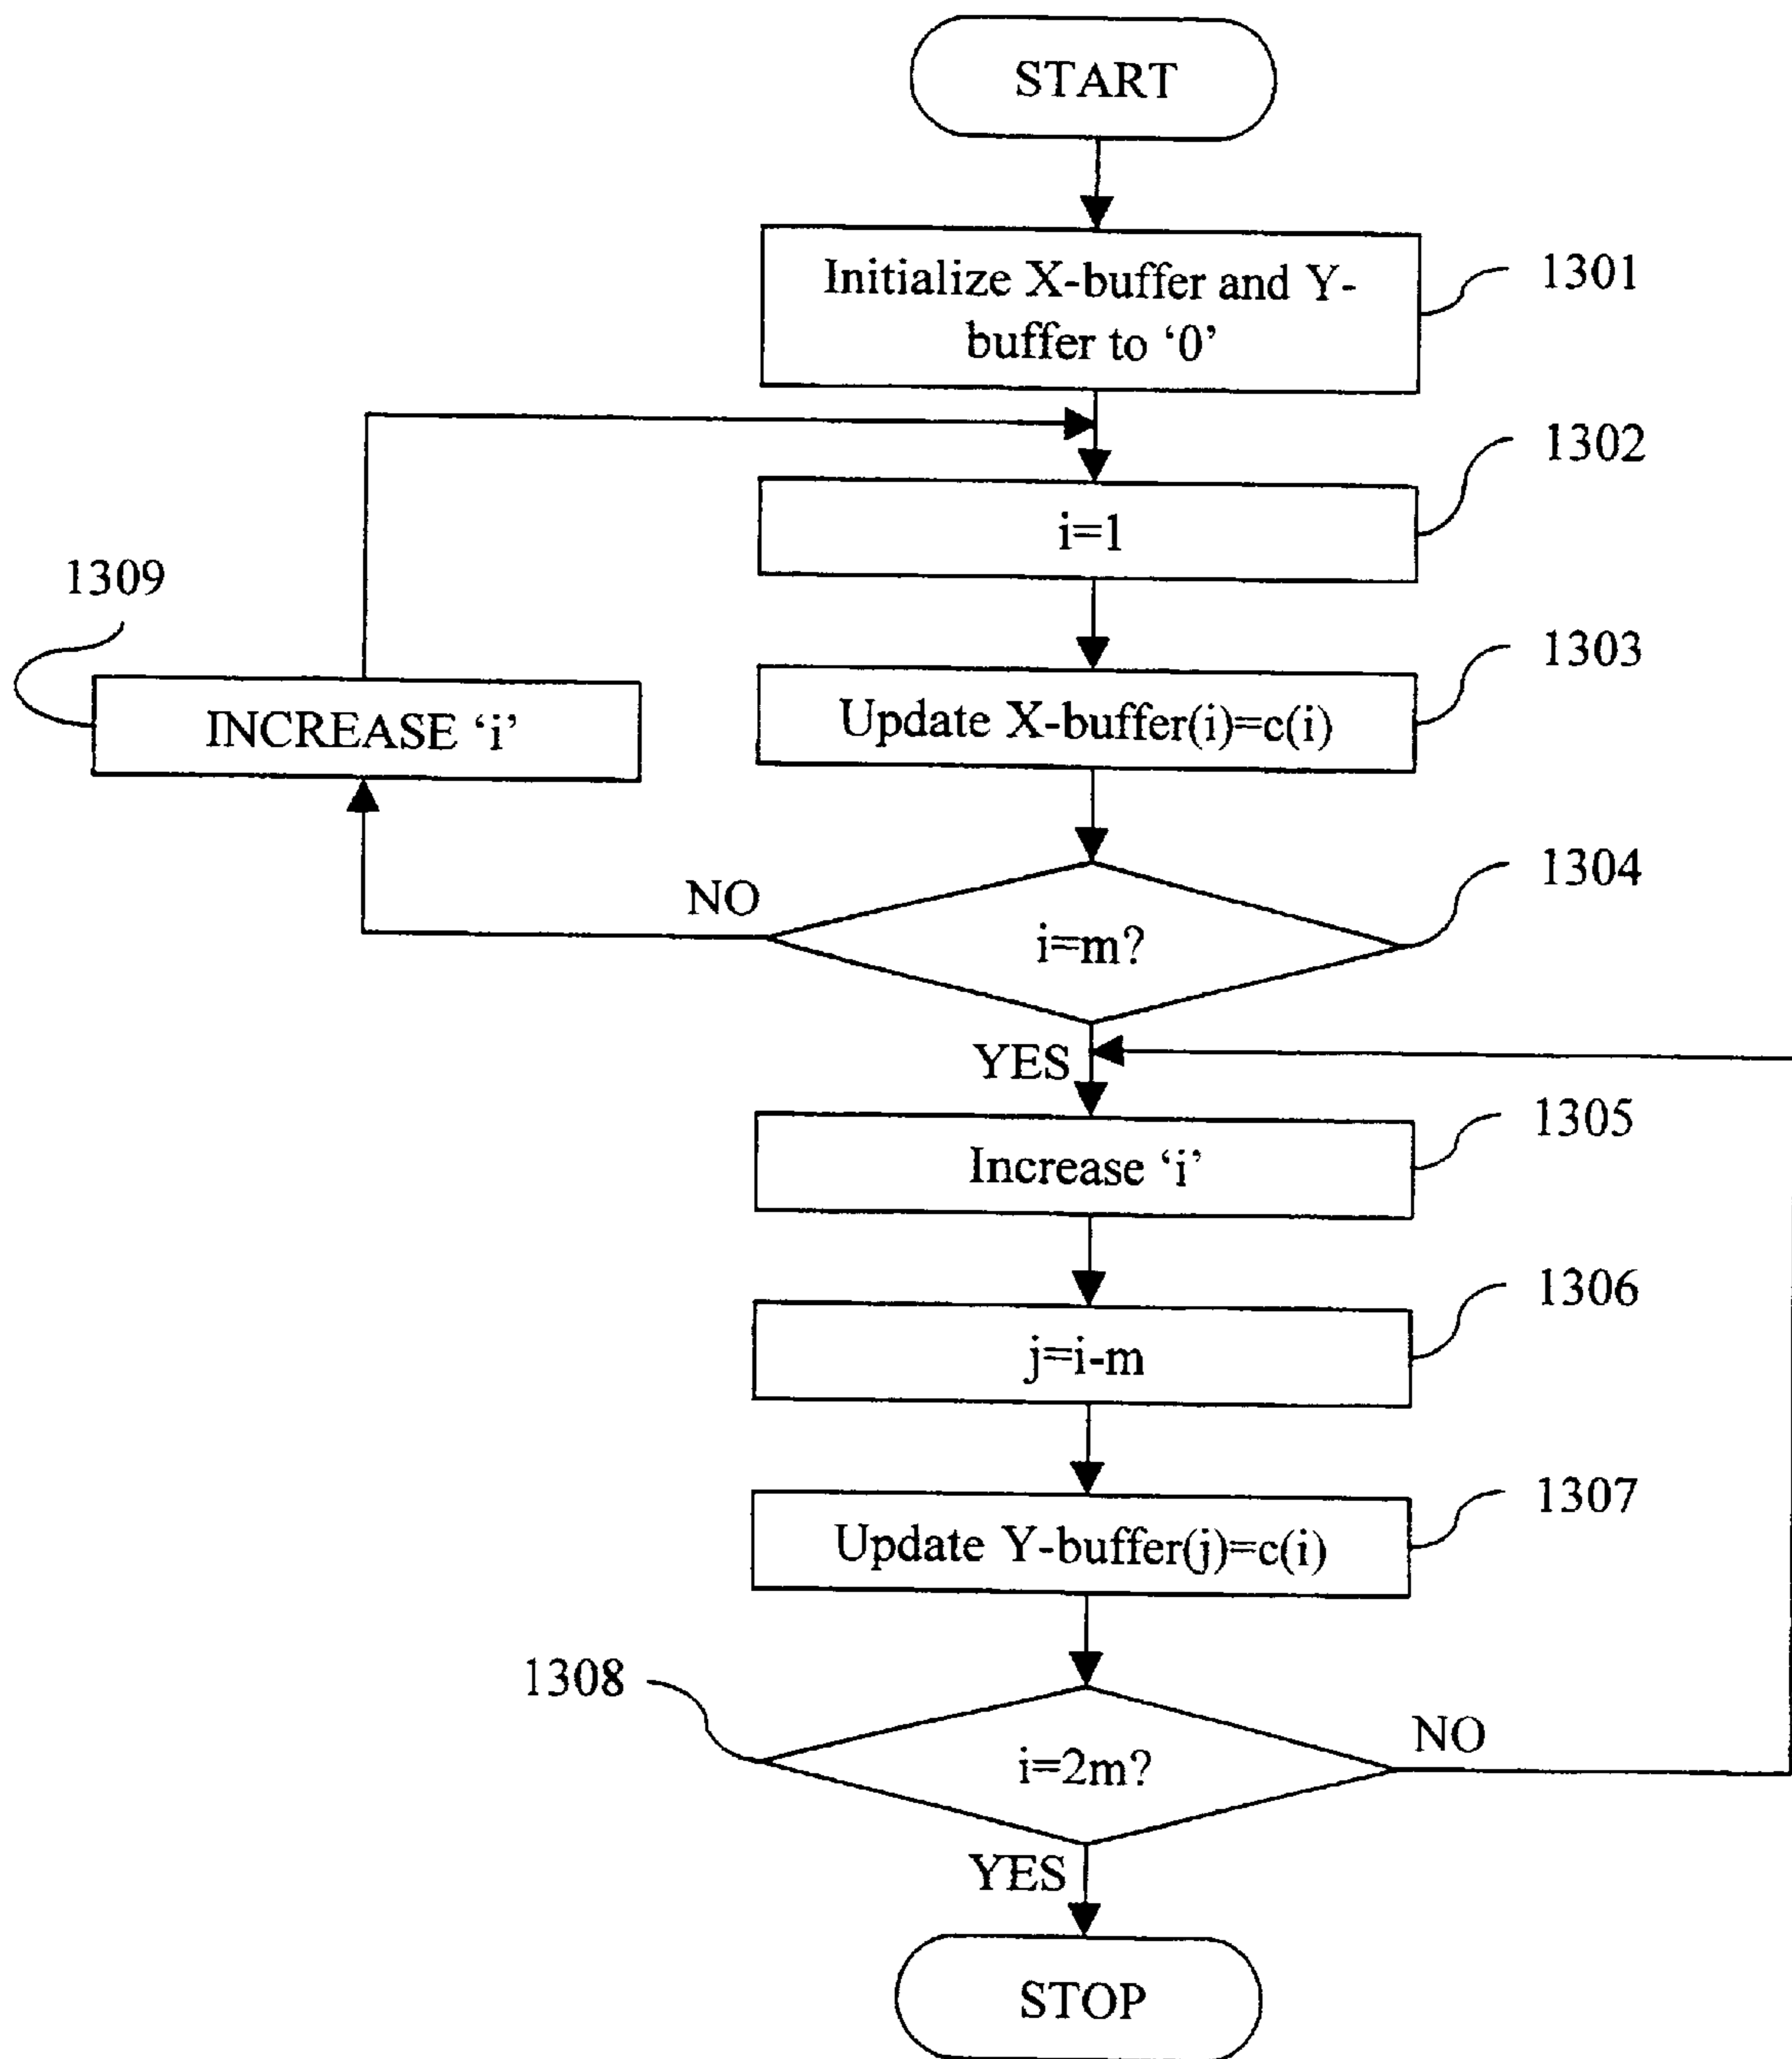 START
Initialize X-buffer and Y-
buffer to ‘0’
1301
1302
i=1
1309
1303
INCREASE ‘i’
Update X-buffer(i)=c(i)
1304
NO
i=m?
YES
1305
Increase ‘i’
1306
j=i-m
1307
Update Y-buffer(j)=c(i)
1308
NO
i=2m?
YES
STOP